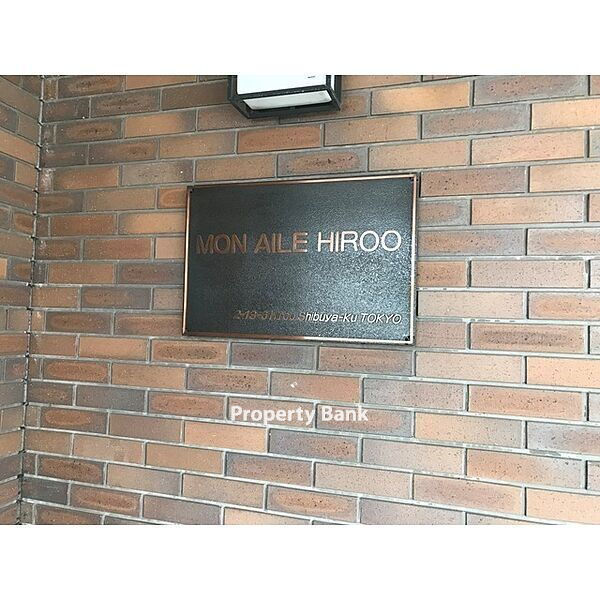 MON AILE HIROO
Shibuya-Ku TOKYO
Property Bank